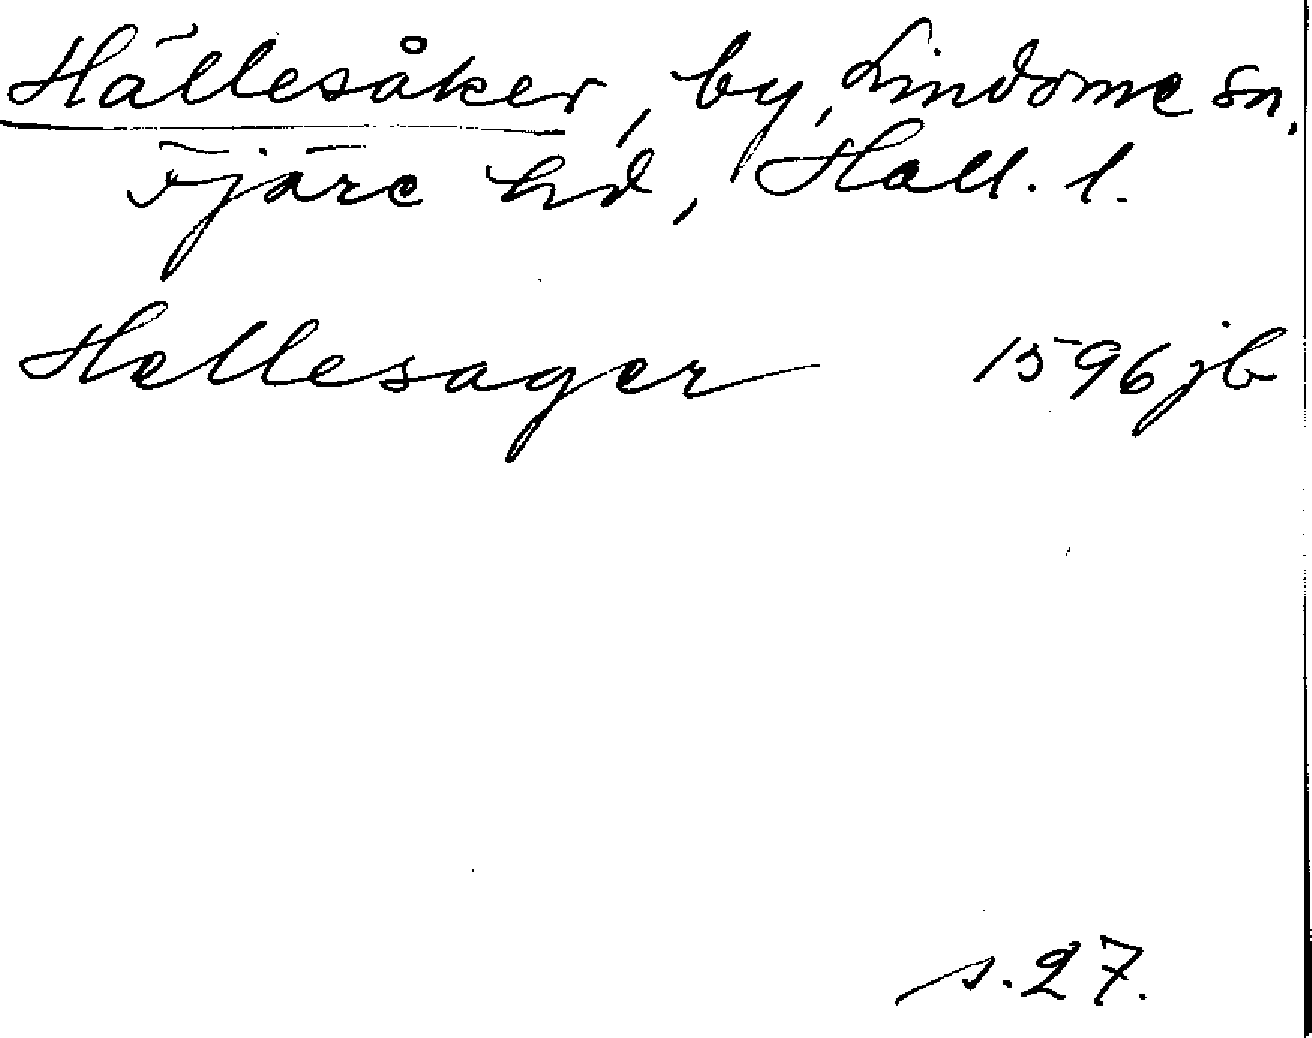 Hällesåker, by, Lindome sn,
Fjäre hd, Hall. l.
Hellesager 1596 jb
s. 27.